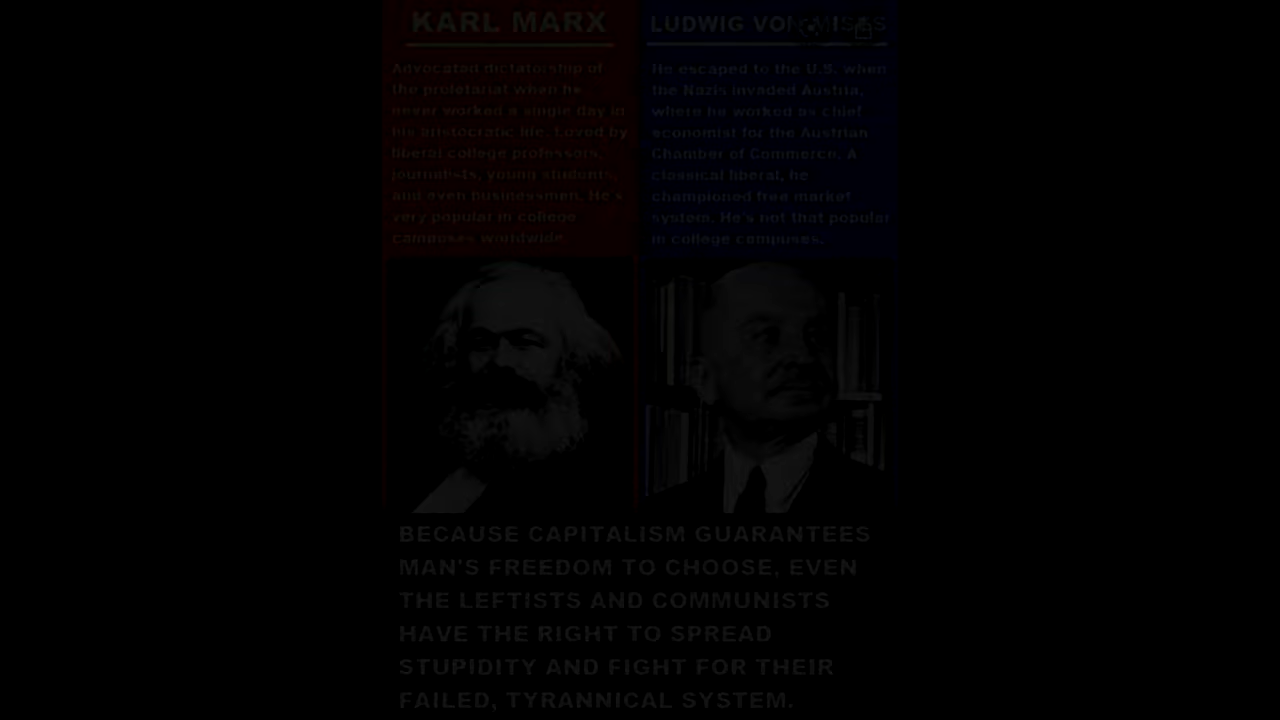 KARL MARX
Advocated dictatorship of
the proletariat when he
never worked a single day in
his aristocratic life. Loved by
liberal college professors,
journalists, young students,
and even businessmen. He's
very popular in college
campuses worldwide.
LUDWIG VON MISES
He escaped to the U.S. when
the Nazis invaded Austria,
where he worked as chief
economist for the Austrian
Chamber of Commerce. A
classical liberal, he
championed free market
system. He's not that popular
in college campuses.
BECAUSE CAPITALISM GUARANTEES
MAN'S FREEDOM TO CHOOSE, EVEN
THE LEFTISTS AND COMMUNISTS
HAVE THE RIGHT TO SPREAD
STUPIDITY AND FIGHT FOR THEIR
FAILED, TYRANNICAL SYSTEM.